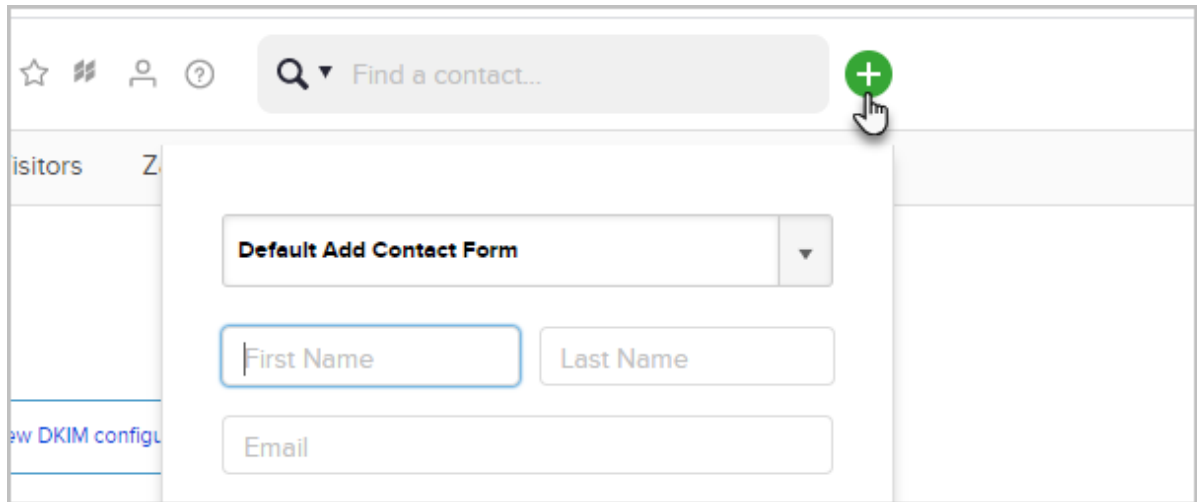 Find a contact...
isitors Z
Default Add Contact Form
First Name Last Name
ew DKIM configu
Email